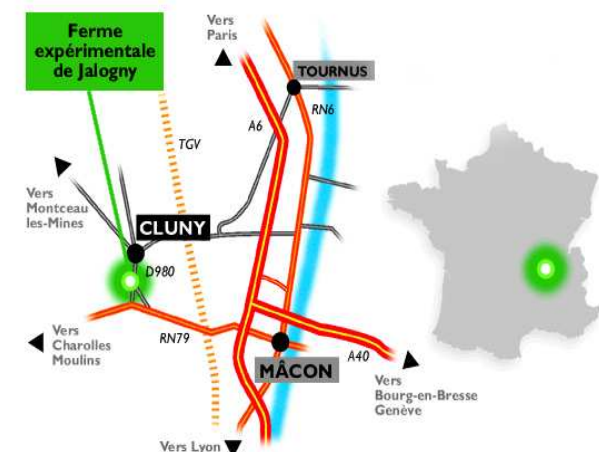 Ferme
expérimentale
de Jalogny
Vers
Paris
TOURNUS
A6
RN6
TGV
Vers
Montceau
les-Mines
CLUNY
D980
Vers
Charolles
Moulins
RN79
MÂCON
A40
Vers
Bourg-en-Bresse
Genève
Vers Lyon